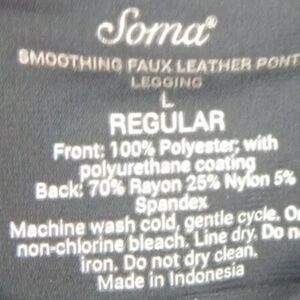 Soma®
SMOOTHING FAUX LEATHER PONT
LEGGING
L
REGULAR
Front: 100% Polyester; with
polyurethane coating
Back: 70% Rayon 25% Nylon 5%
Spandex
Machine wash cold, gentle cycle. O
non-chlorine bleach. Line dry. Do n
iron. Do not dry clean.
Made in Indonesia